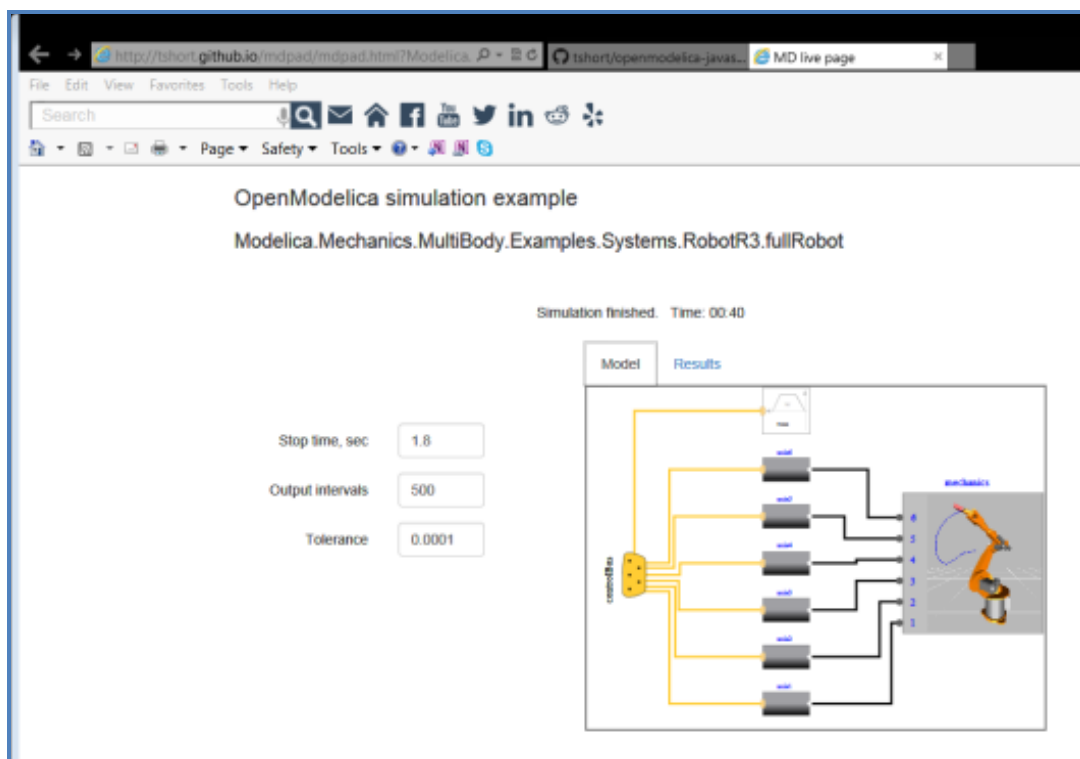 http://tshort.github.io/mdpad/mdpad.html?Modelica.
tshort/openmodelica-javas...
MD live page
File Edit View Favorites Tools Help
Search
You Tube
Page Safety Tools
OpenModelica simulation example
Modelica.Mechanics.MultiBody.Examples.Systems.RobotR3.fullRobot
Simulation finished. Time: 00:40
Model Results
Stop time, sec 1.8
Output intervals 500
Tolerance 0.0001
mechanics
controlBus
6
5
4
3
2
1